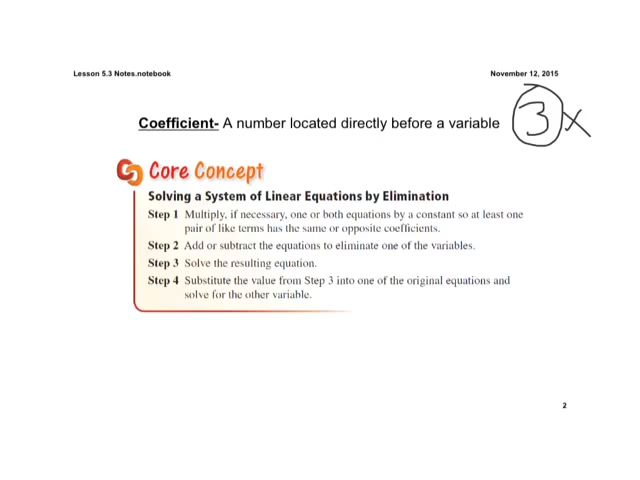 Lesson 5.3 Notes.notebook
November 12, 2015
Coefficient- A number located directly before a variable 3x
Core Concept
Solving a System of Linear Equations by Elimination
Step 1 Multiply, if necessary, one or both equations by a constant so at least one
pair of like terms has the same or opposite coefficients.
Step 2 Add or subtract the equations to eliminate one of the variables.
Step 3 Solve the resulting equation.
Step 4 Substitute the value from Step 3 into one of the original equations and
solve for the other variable.
2